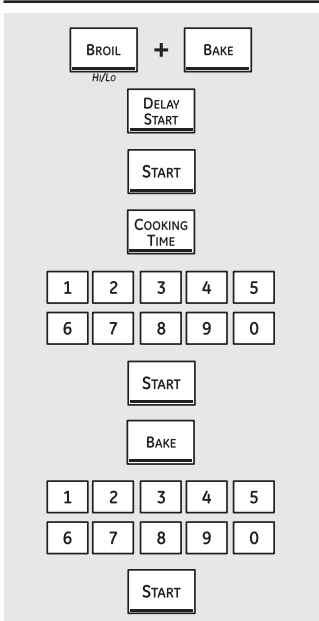 BROIL + BAKE
HI/LO
DELAY
START
START
COOKING
TIME
1 2 3 4 5
6 7 8 9 0
START
BAKE
1 2 3 4 5
6 7 8 9 0
START